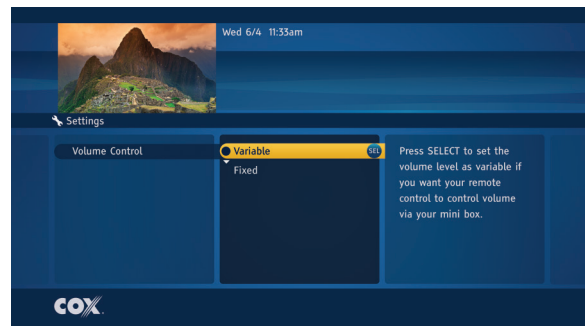 Wed 6/4 11:33am
Settings
Volume Control
Variable
SEL
Fixed
Press SELECT to set the
volume level as variable if
you want your remote
control to control volume
via your mini box.
COX